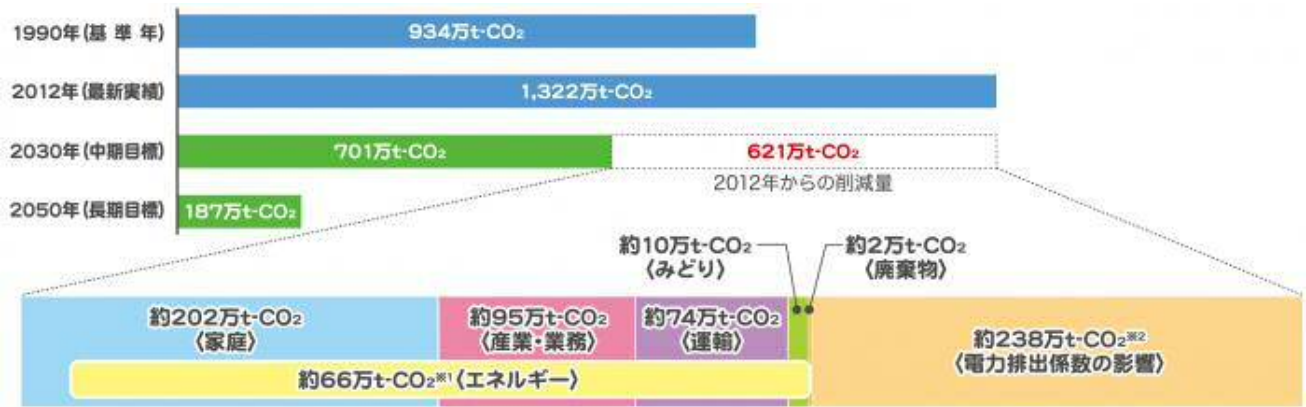 1990年(基 準 年)
934万t-CO₂
2012年(最新実績)
1,322万t-CO₂
2030年(中期目標)
701万t-CO₂
621万t-CO₂
2012年からの削減量
2050年(長期目標)
187万t-CO₂
約10万t-CO₂
〈みどり〉
約2万t-CO₂
〈廃棄物〉
約202万t-CO₂
〈家庭〉
約95万t-CO₂
〈産業・業務〉
約74万t-CO₂
〈運輸〉
約238万t-CO₂※2
〈電力排出係数の影響〉
約66万t-CO₂※1〈エネルギー〉